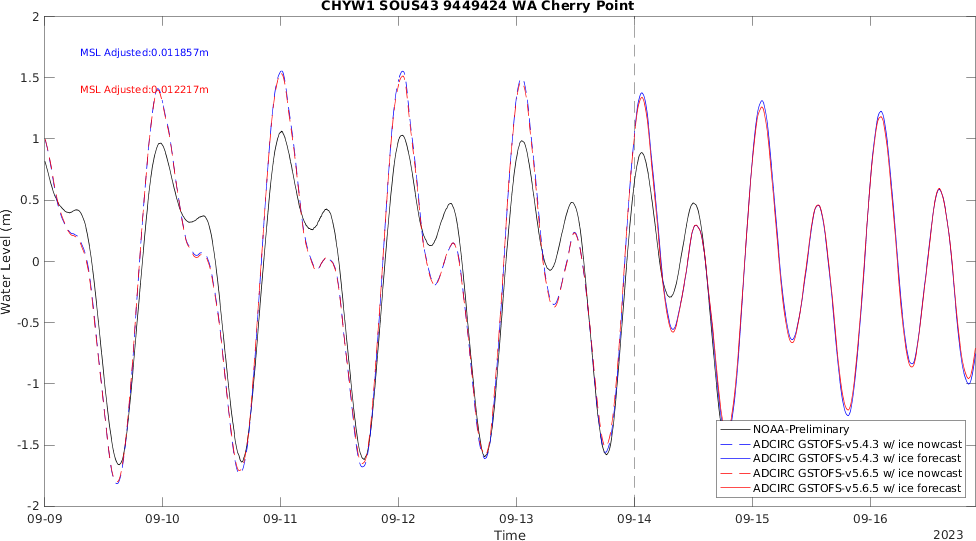 CHYW1 SOUS43 9449424 WA Cherry Point
2
1.5
1
0.5
0
-0.5
-1
-1.5
-2
Water Level (m)
MSL Adjusted:0.011857m
MSL Adjusted:0.012217m
NOAA-Preliminary
ADCIRC GSTOFS-v5.4.3 w/ ice nowcast
ADCIRC GSTOFS-v5.4.3 w/ ice forecast
ADCIRC GSTOFS-v5.6.5 w/ ice nowcast
ADCIRC GSTOFS-v5.6.5 w/ ice forecast
09-09 09-10 09-11 09-12 09-13 09-14 09-15 09-16
Time
2023